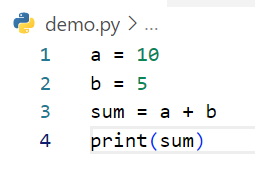 demo.py > ...
1 a = 10
2 b = 5
3 sum = a + b
4 print(sum)